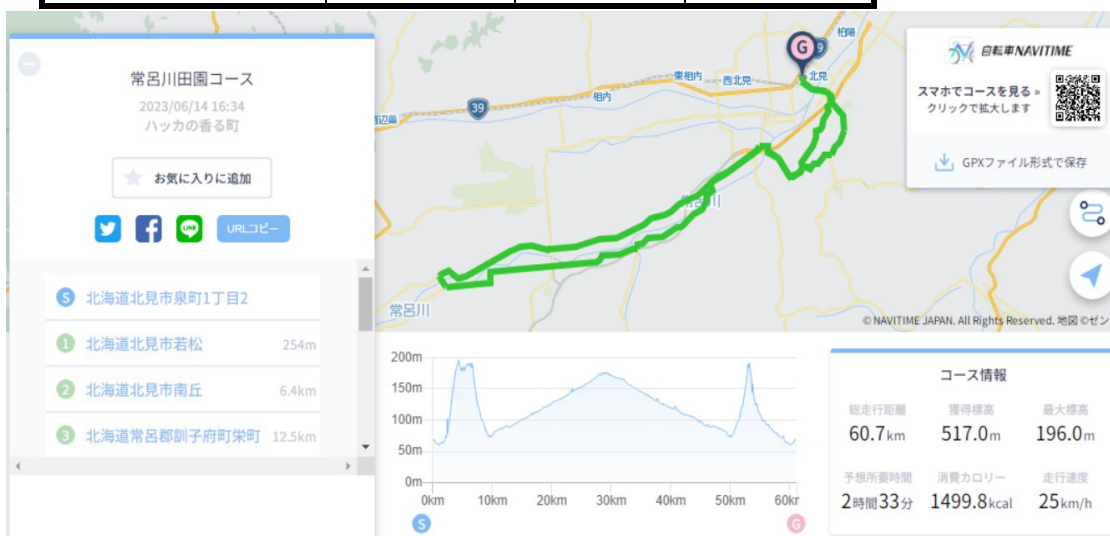 常呂川田園コース
2023/06/14 16:34
ハッカの香る町
お気に入りに追加
LINE
URLコピー
S 北海道北見市泉町1丁目2
1 北海道北見市若松 254m
2 北海道北見市南丘 6.4km
3 北海道常呂郡訓子府町栄町 12.5km
柏陽
G
9
北見
西北見
東相内
相内
39
常呂川
常呂川
自転車NAVITIME
スマホでコースを見る »
クリックで拡大します
GPXファイル形式で保存
© NAVITIME JAPAN. All Rights Reserved. 地図 ©ゼン
200m
150m
100m
50m
0m
0km 10km 20km 30km 40km 50km 60kr
S G
コース情報
総走行距離 獲得標高 最大標高
60.7km 517.0m 196.0m
予想所要時間 消費カロリー 走行速度
2時間33分 1499.8kcal 25km/h